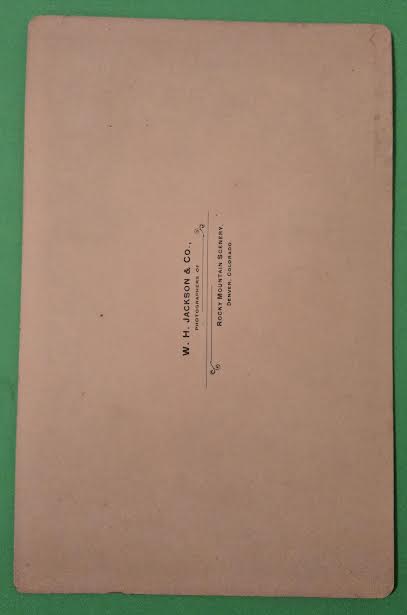 W. H. JACKSON & CO.,
PHOTOGRAPHERS OF
ROCKY MOUNTAIN SCENERY,
DENVER, COLORADO.